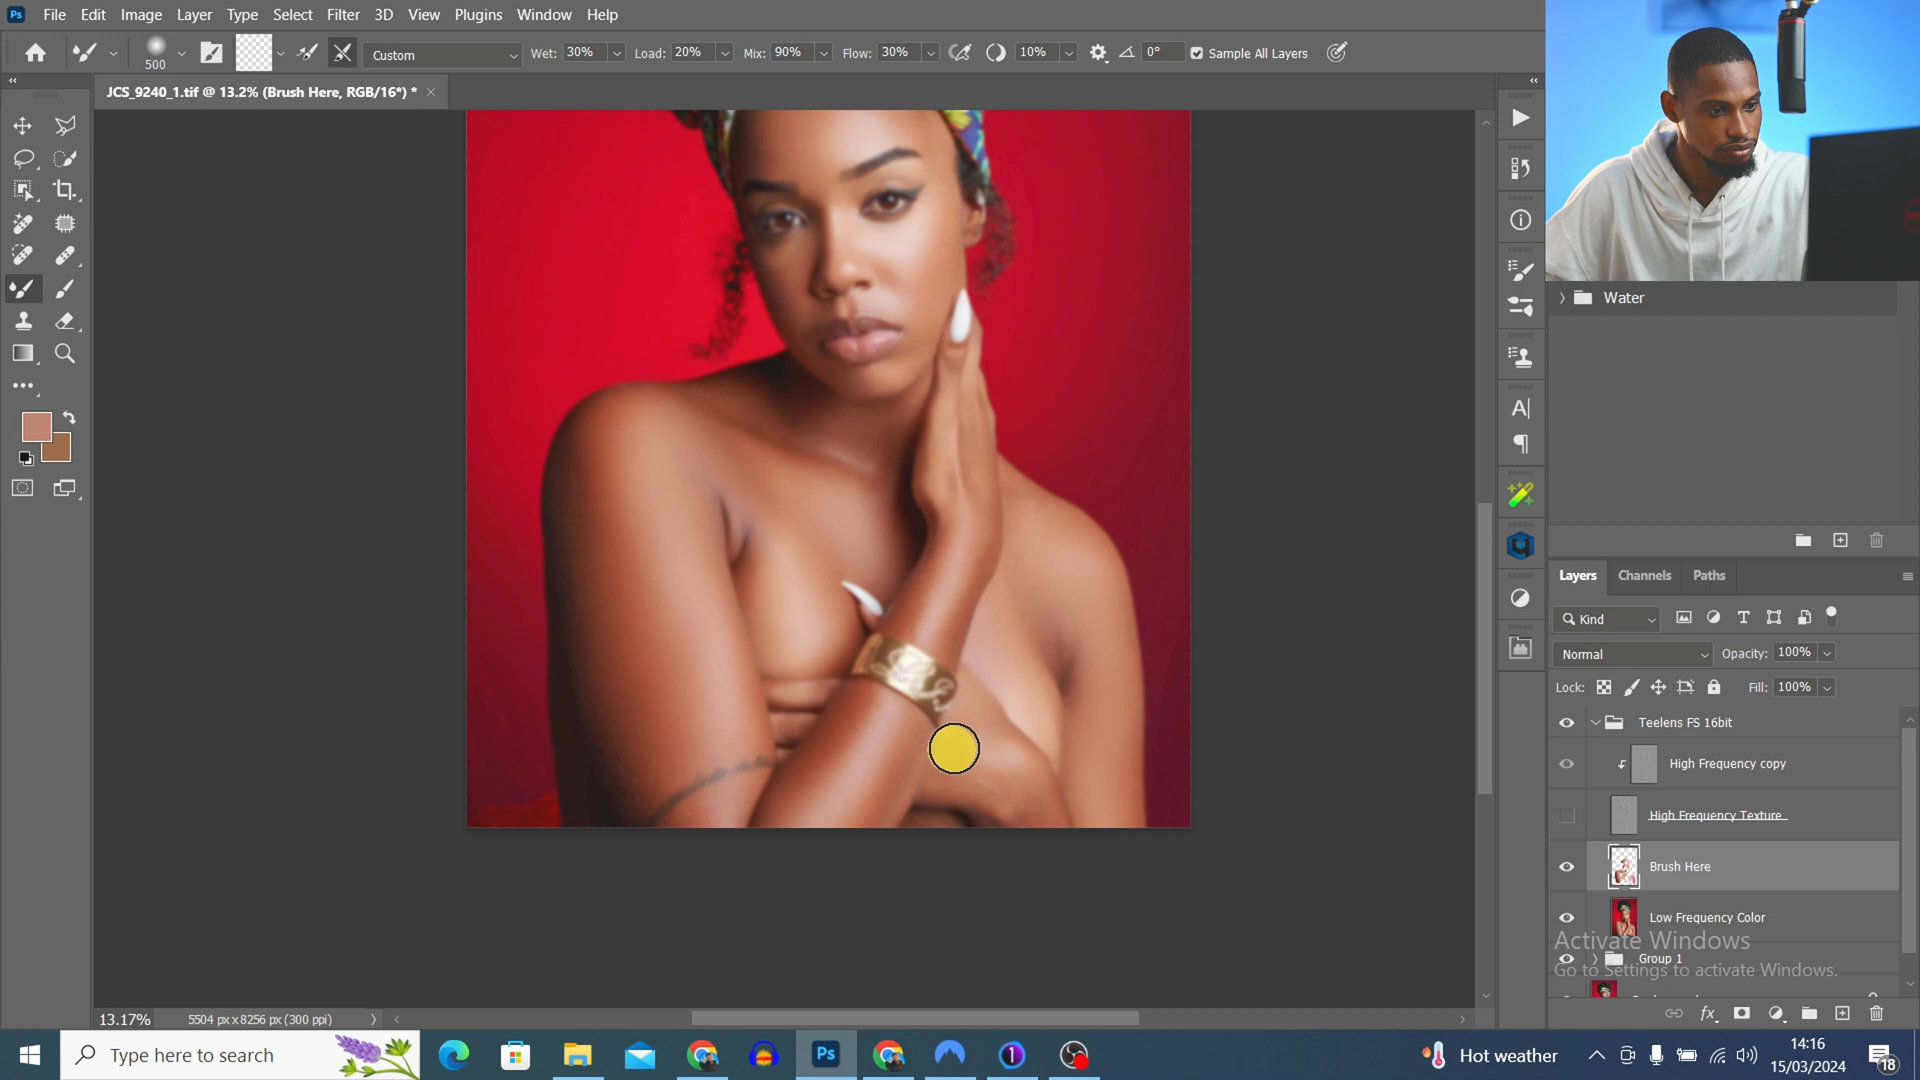 Ps File Edit Image Layer Type Select Filter 3D View Plugins Window Help
500 Custom Wet: 30% Load: 20% Mix: 90% Flow: 30% 10% 0° Sample All Layers
JCS_9240_1.tif @ 13.2% (Brush Here, RGB/16*) *
Water
Layers Channels Paths
Kind
Normal Opacity: 100%
Lock: Fill: 100%
Teelens FS 16bit
High Frequency copy
High Frequency Texture
Brush Here
Low Frequency Color
Activate Windows
Group 1
Go to Settings to activate Windows.
13.17% 5504 px x 8256 px (300 ppi)
Type here to search
Ps
Hot weather
14:16
15/03/2024
18